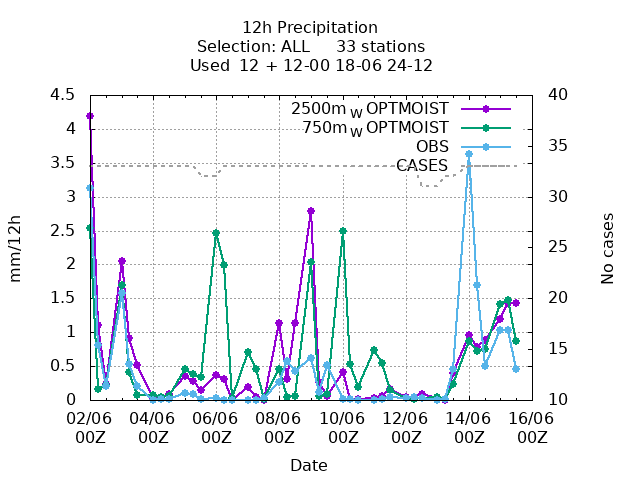 12h Precipitation
Selection: ALL 33 stations
Used 12 + 12-00 18-06 24-12
2500m_W OPTMOIST
750m_W OPTMOIST
OBS
CASES
4.5
4
3.5
3
2.5
2
1.5
1
0.5
0
mm/12h
40
35
30
25
20
15
10
No cases
02/06 04/06 06/06 08/06 10/06 12/06 14/06 16/06
00Z 00Z 00Z 00Z 00Z 00Z 00Z 00Z
Date